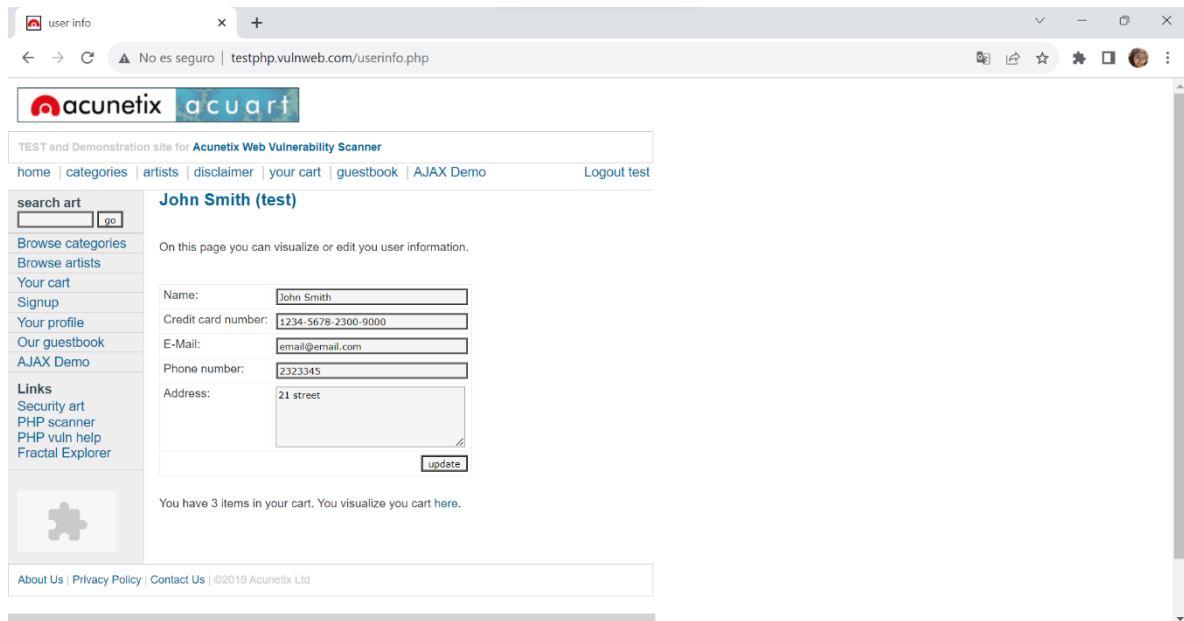 user info
No es seguro | testphp.vulnweb.com/userinfo.php
acunetix acuart
TEST and Demonstration site for Acunetix Web Vulnerability Scanner
home | categories | artists | disclaimer | your cart | guestbook | AJAX Demo Logout test
search art
go
Browse categories
Browse artists
Your cart
Signup
Your profile
Our guestbook
AJAX Demo
Links
Security art
PHP scanner
PHP vuln help
Fractal Explorer
John Smith (test)
On this page you can visualize or edit you user information.
Name: John Smith
Credit card number: 1234-5678-2300-9000
E-Mail: email@email.com
Phone number: 2323345
Address: 21 street
update
You have 3 items in your cart. You visualize you cart here.
About Us | Privacy Policy | Contact Us | ©2019 Acunetix Ltd